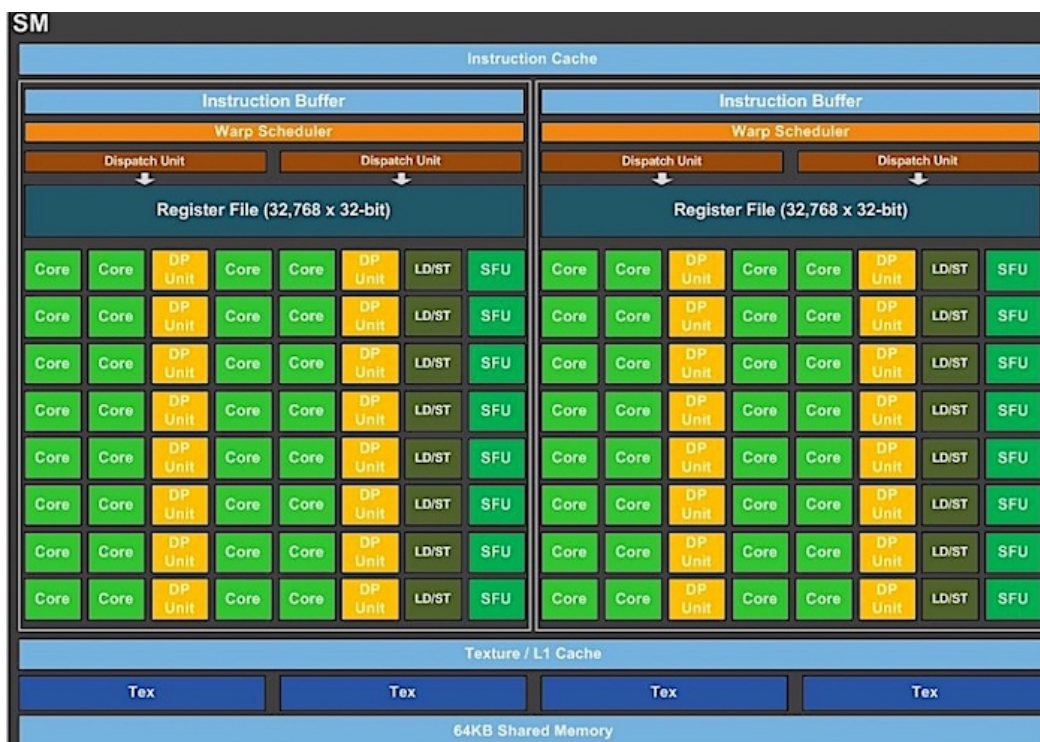 SM
Instruction Cache
Instruction Buffer Instruction Buffer
Warp Scheduler Warp Scheduler
Dispatch Unit Dispatch Unit Dispatch Unit Dispatch Unit
Register File (32,768 x 32-bit) Register File (32,768 x 32-bit)
Core Core DP Unit Core Core DP Unit LD/ST SFU Core Core DP Unit Core Core DP Unit LD/ST SFU
Core Core DP Unit Core Core DP Unit LD/ST SFU Core Core DP Unit Core Core DP Unit LD/ST SFU
Core Core DP Unit Core Core DP Unit LD/ST SFU Core Core DP Unit Core Core DP Unit LD/ST SFU
Core Core DP Unit Core Core DP Unit LD/ST SFU Core Core DP Unit Core Core DP Unit LD/ST SFU
Core Core DP Unit Core Core DP Unit LD/ST SFU Core Core DP Unit Core Core DP Unit LD/ST SFU
Core Core DP Unit Core Core DP Unit LD/ST SFU Core Core DP Unit Core Core DP Unit LD/ST SFU
Core Core DP Unit Core Core DP Unit LD/ST SFU Core Core DP Unit Core Core DP Unit LD/ST SFU
Core Core DP Unit Core Core DP Unit LD/ST SFU Core Core DP Unit Core Core DP Unit LD/ST SFU
Texture / L1 Cache
Tex Tex Tex Tex
64KB Shared Memory